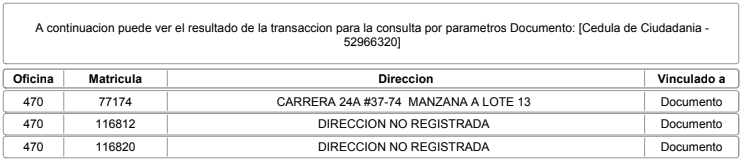 A continuacion puede ver el resultado de la transaccion para la consulta por parametros Documento: [Cedula de Ciudadania -
52966320]
Oficina Matricula Direccion Vinculado a
470 77174 CARRERA 24A #37-74 MANZANA A LOTE 13 Documento
470 116812 DIRECCION NO REGISTRADA Documento
470 116820 DIRECCION NO REGISTRADA Documento